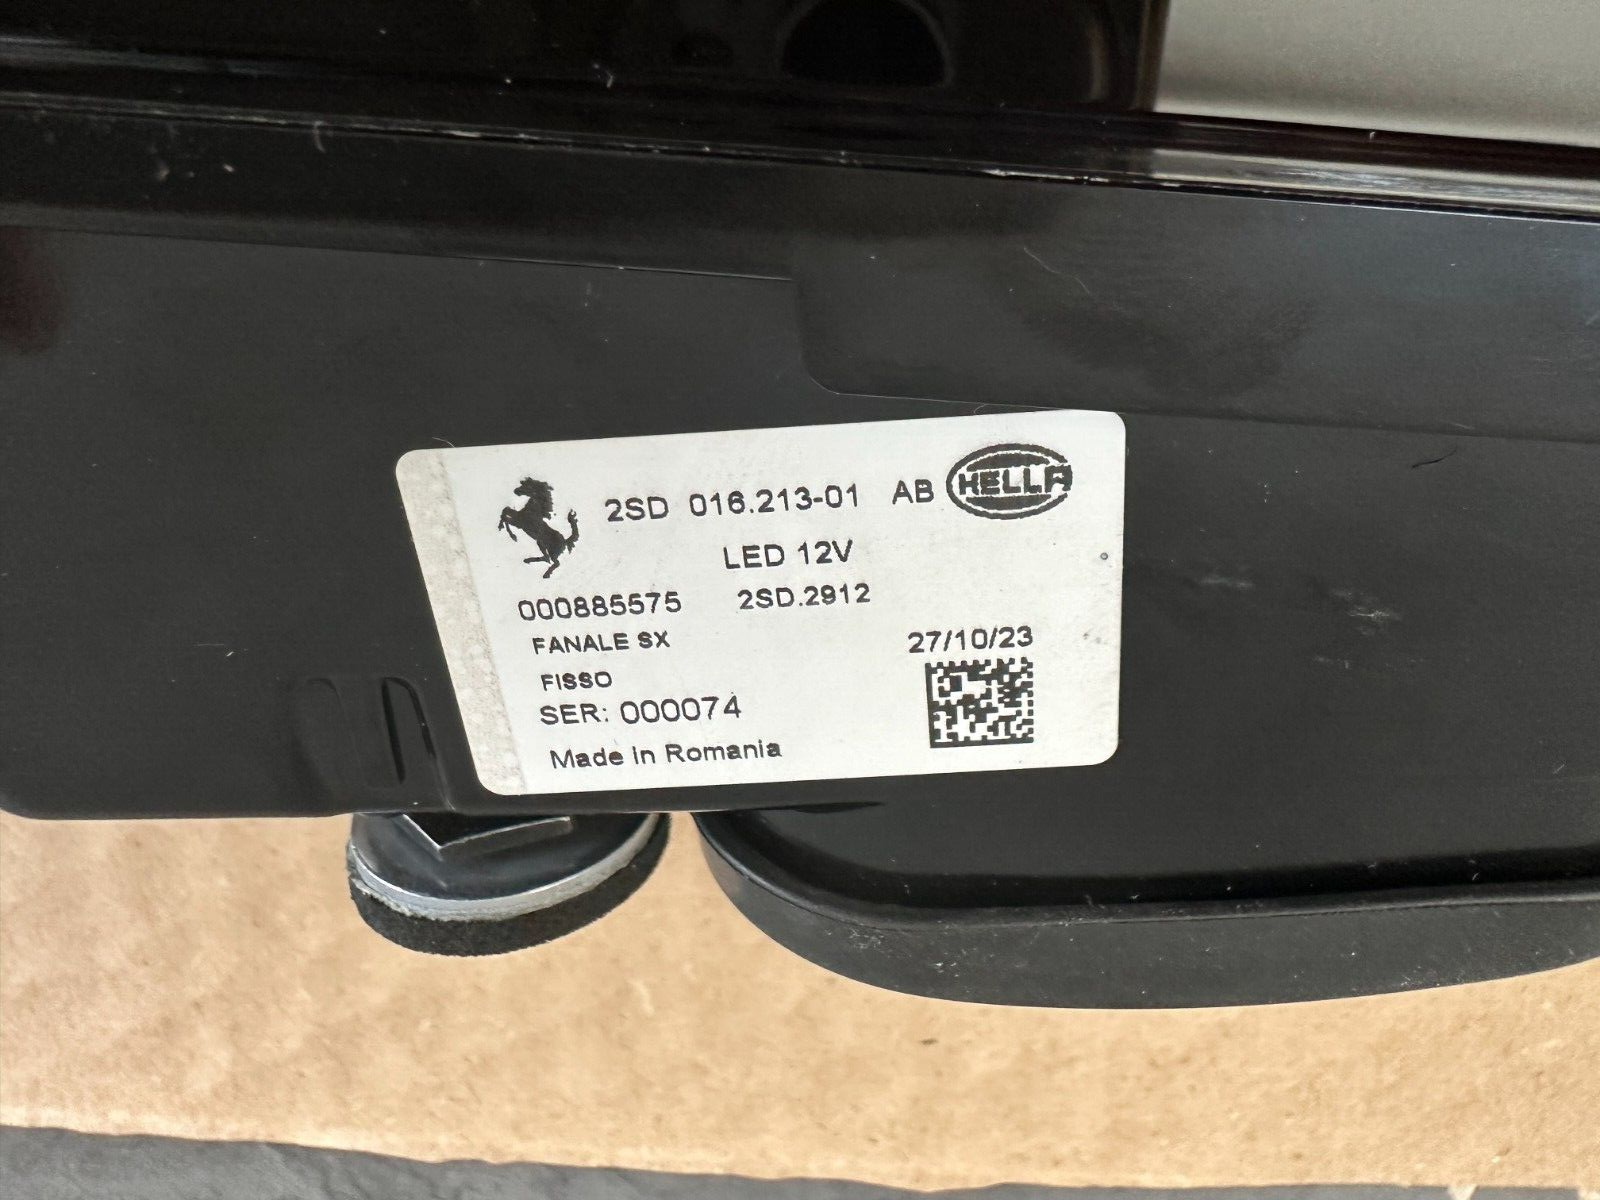 2SD 016.213-01 AB HELLA
LED 12V
000885575 2SD.2912
FANALE SX
27/10/23
FISSO
SER: 000074
Made in Romania